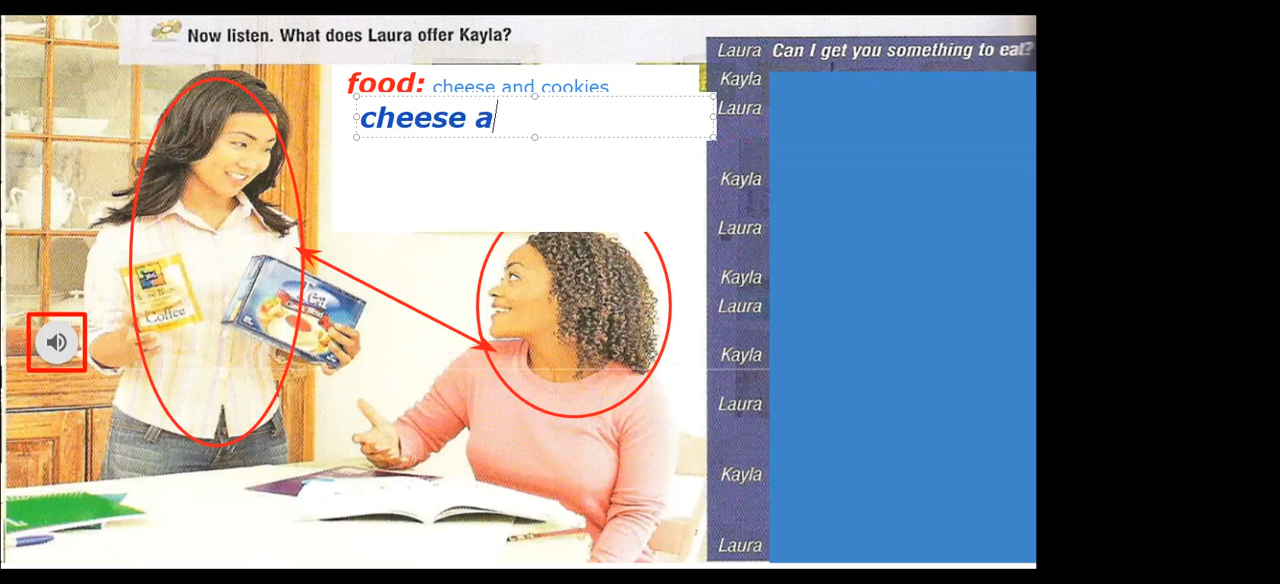 Now listen. What does Laura offer Kayla?
food: cheese and cookies
cheese a
Coffee
Laura Can I get you something to eat?
Kayla
Laura
Kayla
Laura
Kayla
Laura
Kayla
Laura
Kayla
Laura